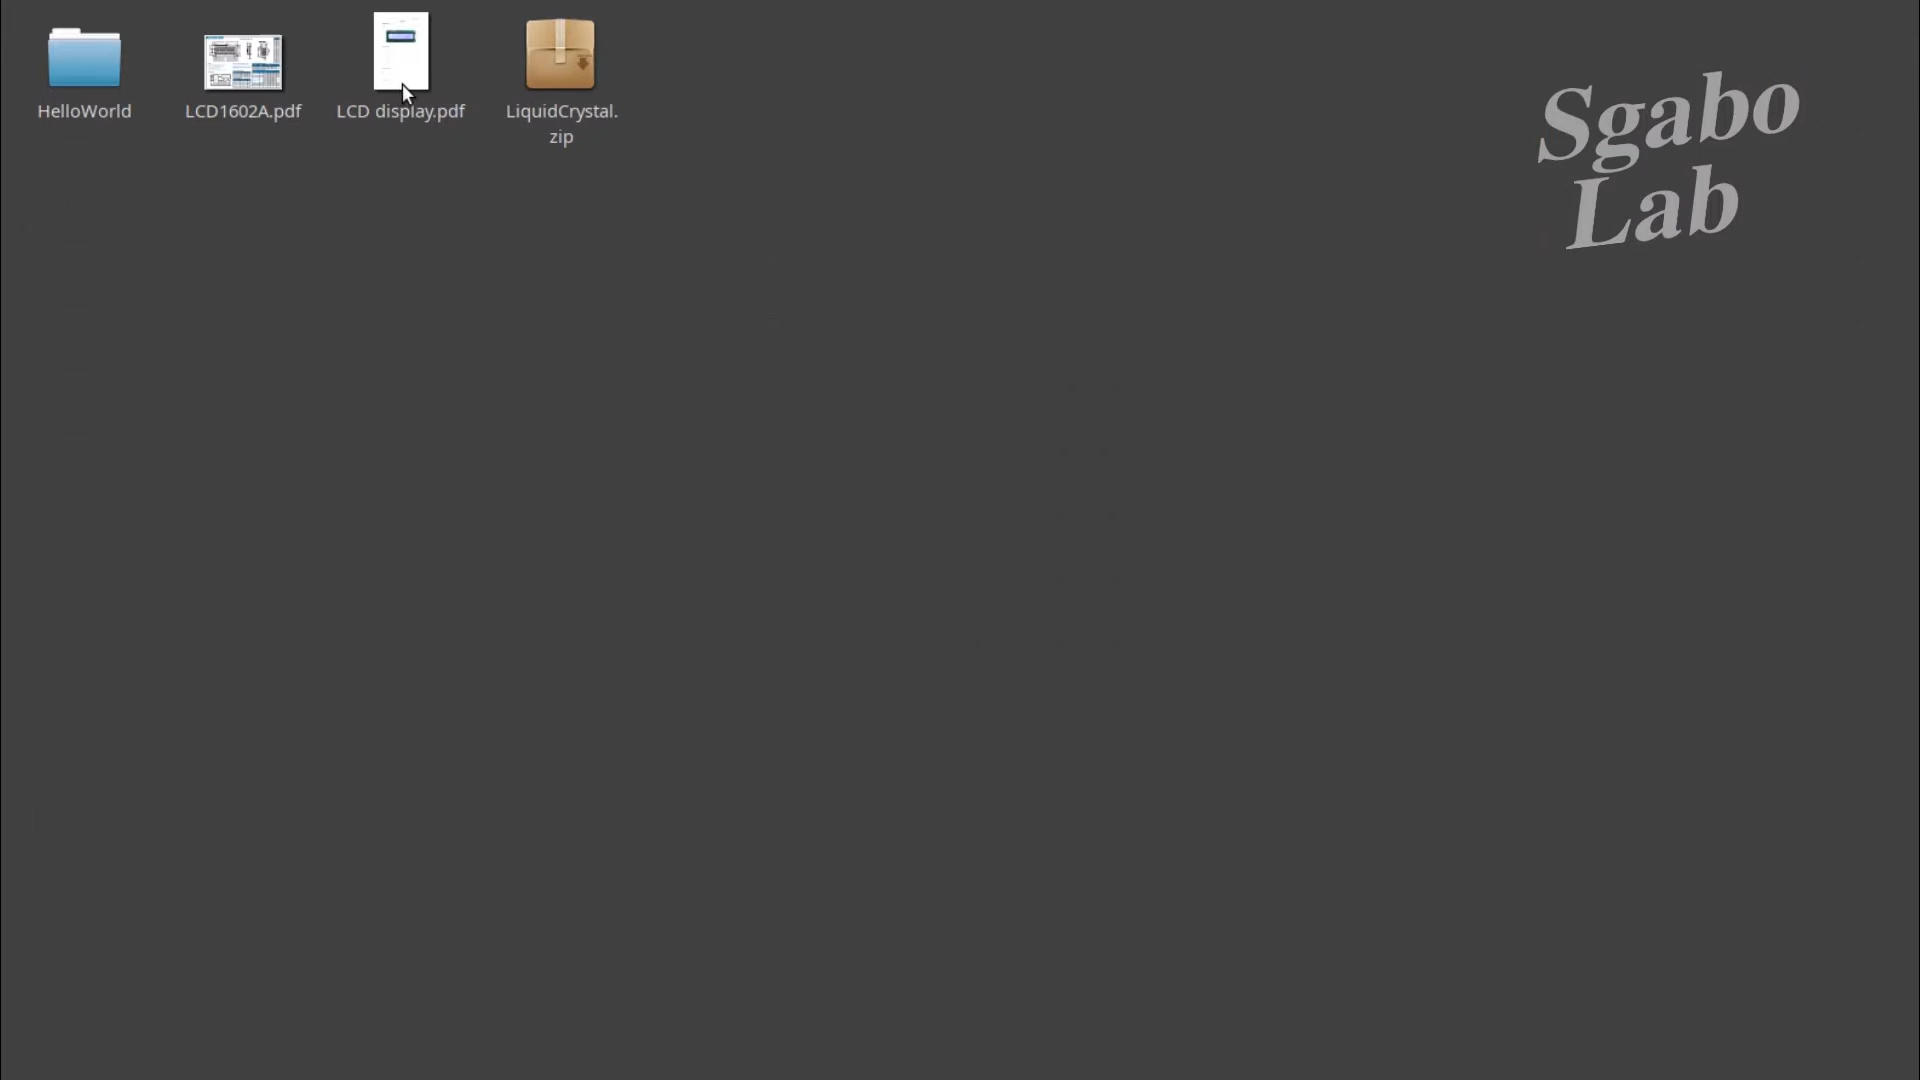 HelloWorld
LCD1602A.pdf
LCD display.pdf
LiquidCrystal.
zip
Sgabo
Lab